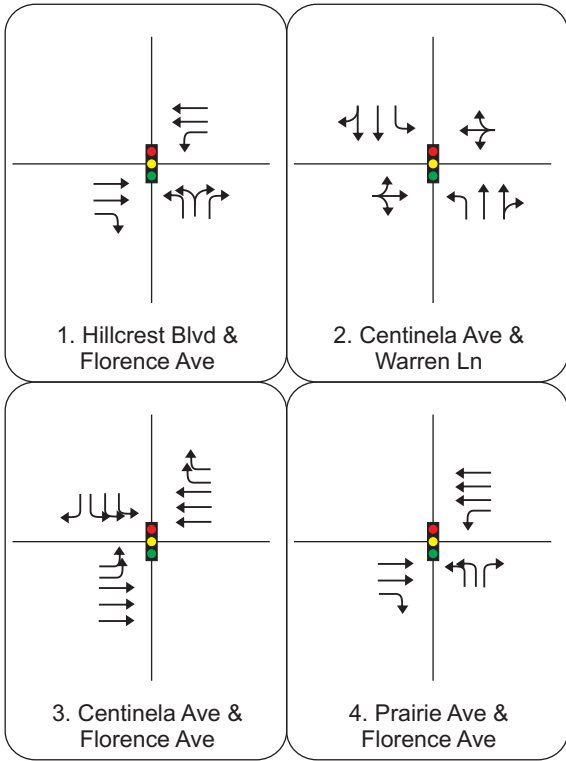 1. Hillcrest Blvd &
Florence Ave
2. Centinela Ave &
Warren Ln
3. Centinela Ave &
Florence Ave
4. Prairie Ave &
Florence Ave